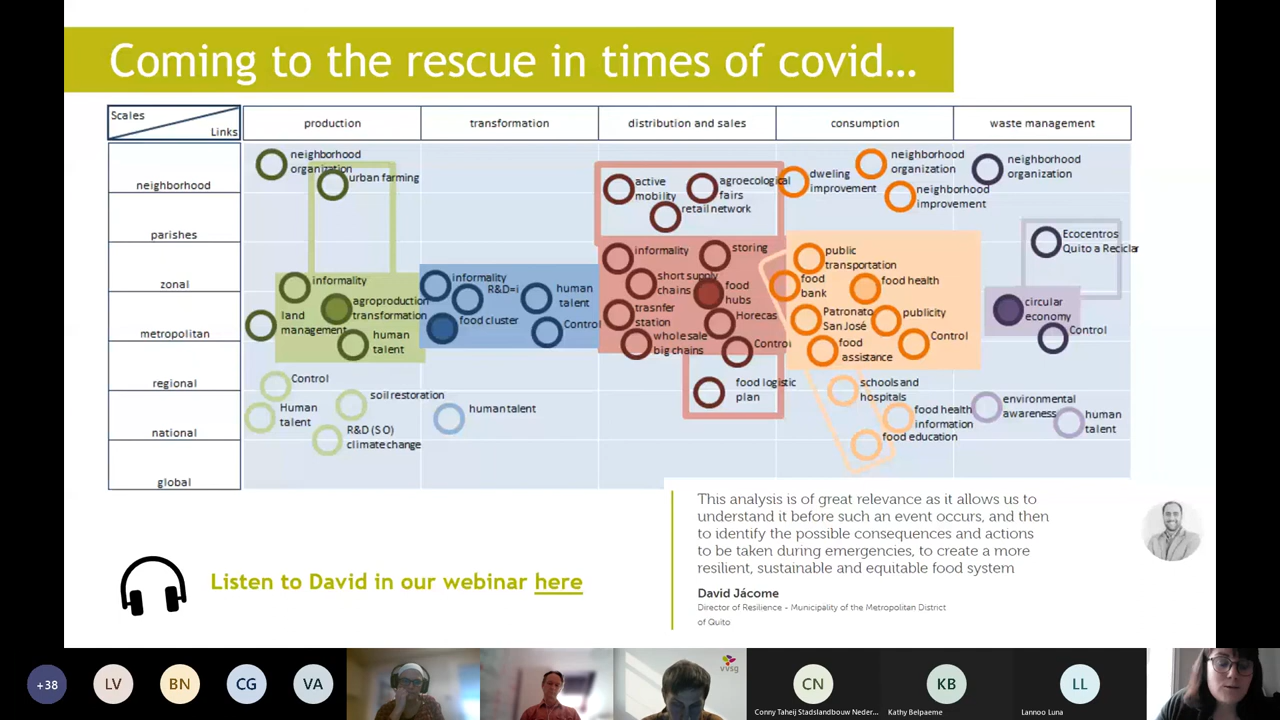 Coming to the rescue in times of covid...
Scales
Links
production
transformation
distribution and sales
consumption
waste management
neighborhood
parishes
zonal
metropolitan
regional
national
global
neighborhood
organization
urban farming
informality
agroproduction
transformation
land
management
human
talent
Control
Human
talent
soil restoration
R&D (S O)
climate change
informality
R&D=i
human
talent
food cluster
Control
human talent
active
mobility
agroecological
fairs
retail network
informality
storing
short supply
chains
food
hubs
trasnfer
station
Horecas
whole sale
big chains
Control
food logistic
plan
dweling
improvement
neighborhood
organization
neighborhood
improvement
public
transportation
food
bank
food health
Patronato
San José
publicity
food
assistance
Control
schools and
hospitals
food health
information
food education
neighborhood
organization
Ecocentros
Quito a Reciclar
circular
economy
Control
environmental
awareness
human
talent
This analysis is of great relevance as it allows us to
understand it before such an event occurs, and then
to identify the possible consequences and actions
to be taken during emergencies, to create a more
resilient, sustainable and equitable food system
David Jácome
Director of Resilience - Municipality of the Metropolitan District
of Quito
Listen to David in our webinar here
+38
LV
BN
CG
VA
vvsg
CN
Conny Taheij Stadslandbouw Neder...
KB
Kathy Belpaeme
LL
Lannoo Luna